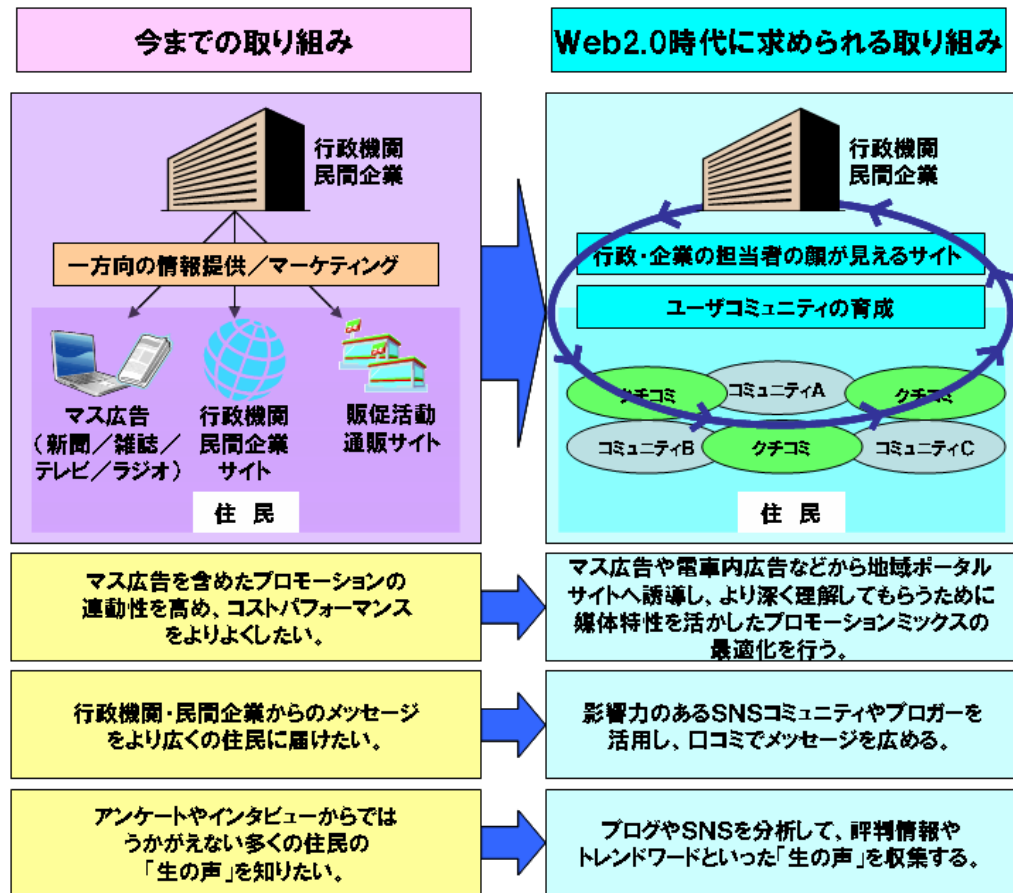 今までの取り組み
Web2.0時代に求められる取り組み
行政機関
民間企業
一方向の情報提供／マーケティング
マス広告
（新聞／雑誌／
テレビ／ラジオ）
行政機関
民間企業
サイト
販促活動
通販サイト
住 民
行政機関
民間企業
行政・企業の担当者の顔が見えるサイト
ユーザコミュニティの育成
クチコミ
コミュニティA
クチコミ
コミュニティB
クチコミ
コミュニティC
住 民
マス広告を含めたプロモーションの
連動性を高め、コストパフォーマンス
をよりよくしたい。
マス広告や電車内広告などから地域ポータル
サイトへ誘導し、より深く理解してもらうために
媒体特性を活かしたプロモーションミックスの
最適化を行う。
行政機関・民間企業からのメッセージ
をより広くの住民に届けたい。
影響力のあるSNSコミュニティやブロガーを
活用し、口コミでメッセージを広める。
アンケートやインタビューからでは
うかがえない多くの住民の
「生の声」を知りたい。
ブログやSNSを分析して、評判情報や
トレンドワードといった「生の声」を収集する。